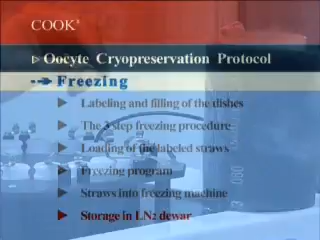 COOK®
Oocyte Cryopreservation Protocol
Freezing
Labeling and filling of the dishes
The 3 step freezing procedure
Loading of the labeled straws
Freezing program
Straws into freezing machine
Storage in LN2 dewar